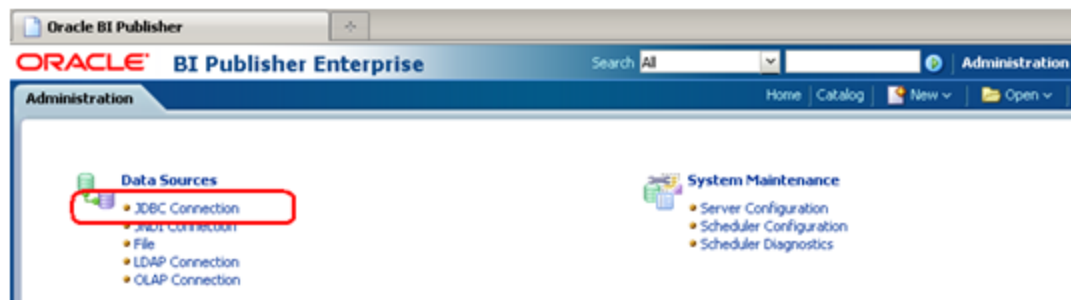 Oracle BI Publisher
ORACLE BI Publisher Enterprise Search All Administration
Administration Home Catalog New Open
Data Sources
JDBC Connection
JNDI Connection
File
LDAP Connection
OLAP Connection
System Maintenance
Server Configuration
Scheduler Configuration
Scheduler Diagnostics